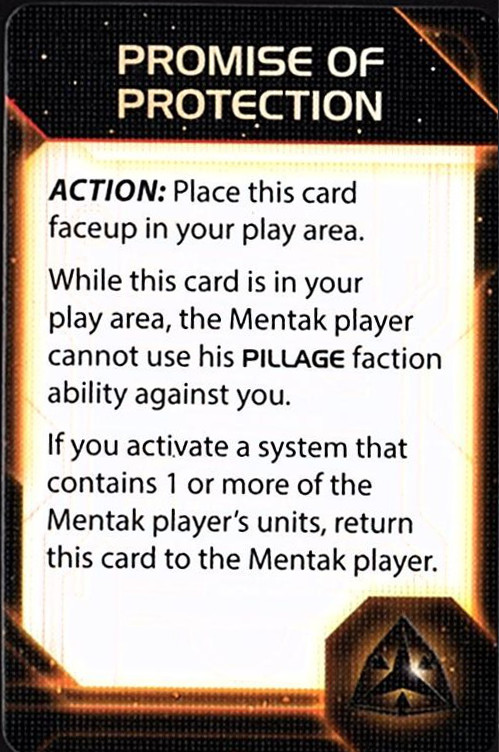 PROMISE OF
PROTECTION
ACTION: Place this card
faceup in your play area.
While this card is in your
play area, the Mentak player
cannot use his PILLAGE faction
ability against you.
If you activate a system that
contains 1 or more of the
Mentak player's units, return
this card to the Mentak player.